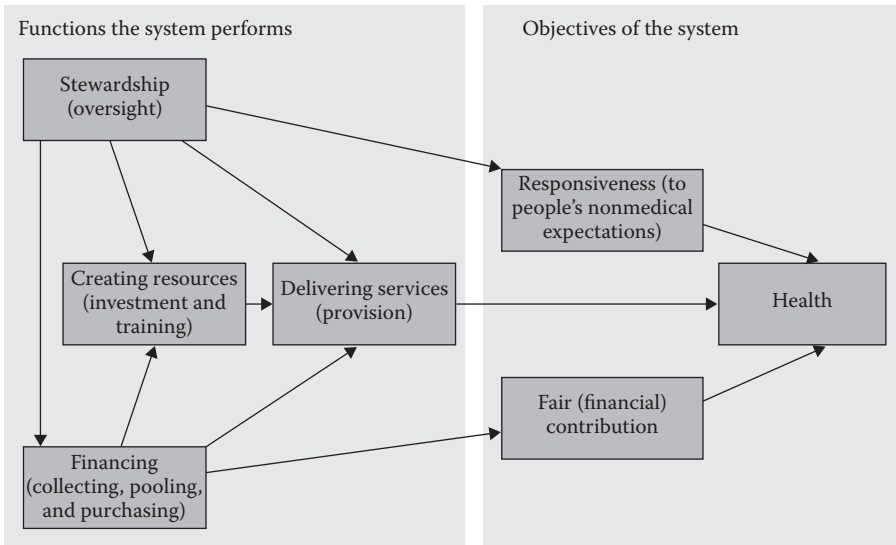 Functions the system performs
Objectives of the system
Stewardship
(oversight)
Responsiveness (to
people's nonmedical
expectations)
Creating resources
(investment and
training)
Delivering services
(provision)
Health
Fair (financial)
contribution
Financing
(collecting, pooling,
and purchasing)